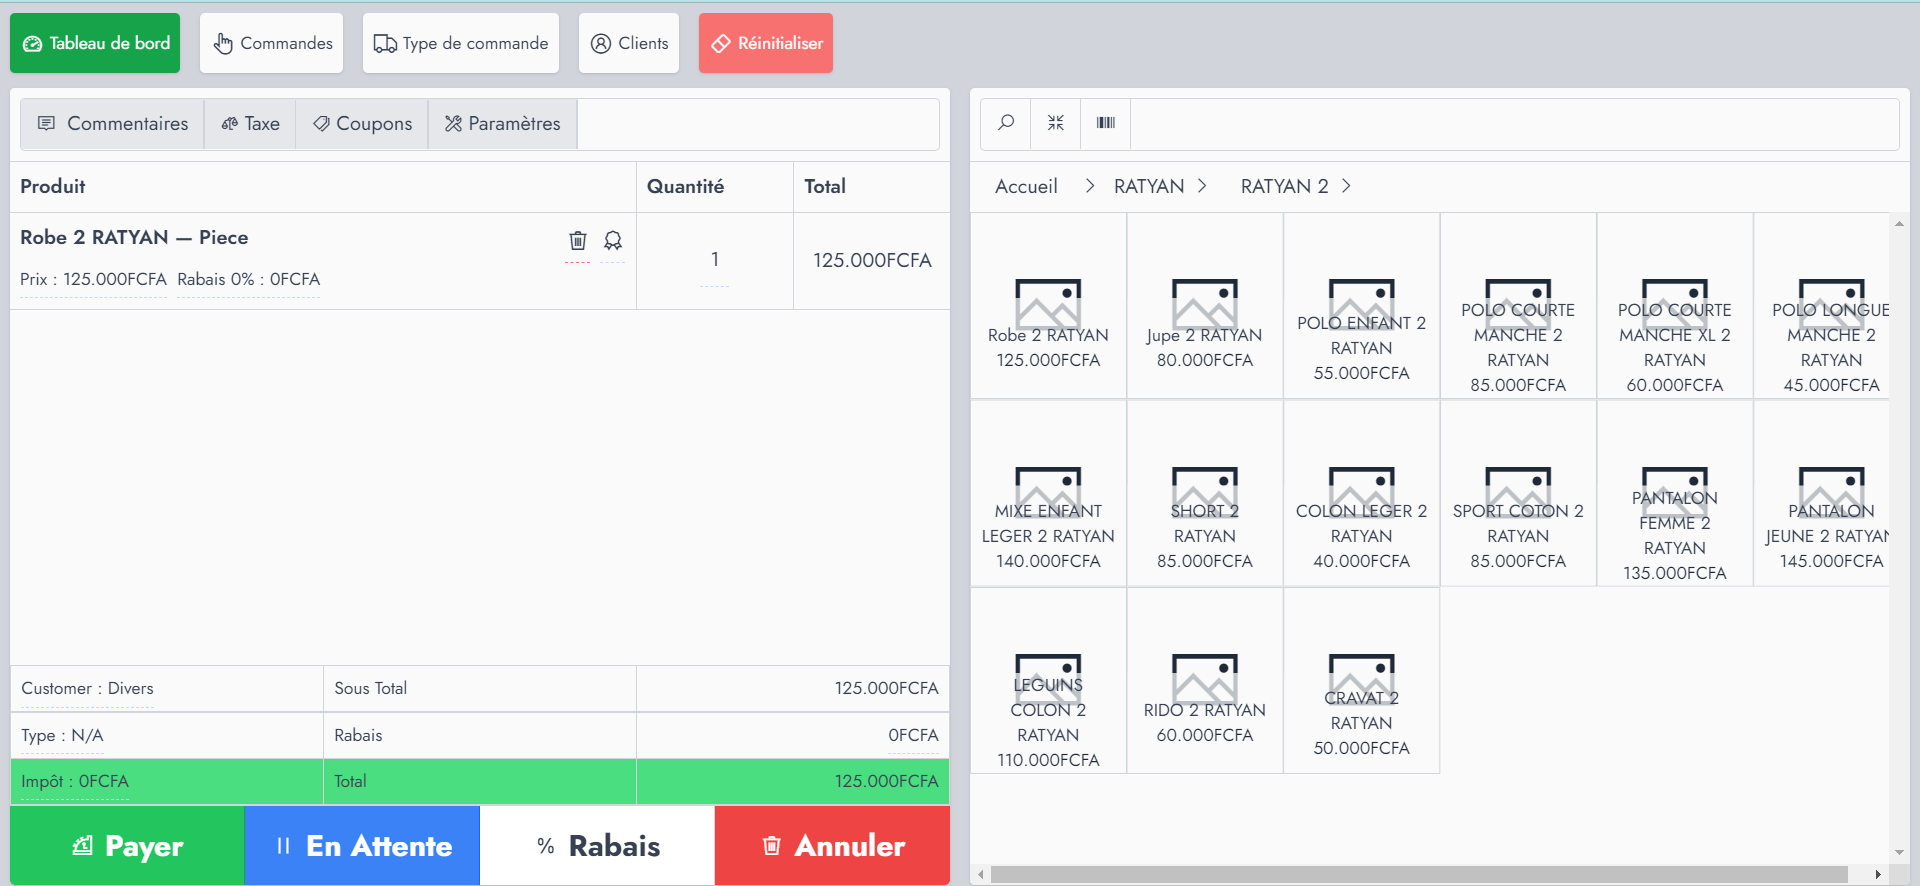 Tableau de bord
Commandes
Type de commande
Clients
Réinitialiser
Commentaires
Taxe
Coupons
Paramètres
Produit
Quantité
Total
Robe 2 RATYAN — Piece
Prix : 125.000FCFA
Rabais 0% : 0FCFA
1
125.000FCFA
Customer : Divers
Sous Total
125.000FCFA
Type : N/A
Rabais
0FCFA
Impôt : 0FCFA
Total
125.000FCFA
Payer
En Attente
% Rabais
Annuler
Accueil
RATYAN
RATYAN 2
Robe 2 RATYAN
125.000FCFA
Jupe 2 RATYAN
80.000FCFA
POLO ENFANT 2
RATYAN
55.000FCFA
POLO COURTE
MANCHE 2
RATYAN
85.000FCFA
POLO COURTE
MANCHE XL 2
RATYAN
60.000FCFA
POLO LONGUE
MANCHE 2
RATYAN
45.000FCFA
MIXE ENFANT
LEGER 2 RATYAN
140.000FCFA
SHORT 2
RATYAN
85.000FCFA
COLON LEGER 2
RATYAN
40.000FCFA
SPORT COTON 2
RATYAN
85.000FCFA
PANTALON
FEMME 2
RATYAN
135.000FCFA
PANTALON
JEUNE 2 RATYAN
145.000FCFA
LEGUINS
COLON 2
RATYAN
110.000FCFA
RIDO 2 RATYAN
60.000FCFA
CRAVAT 2
RATYAN
50.000FCFA